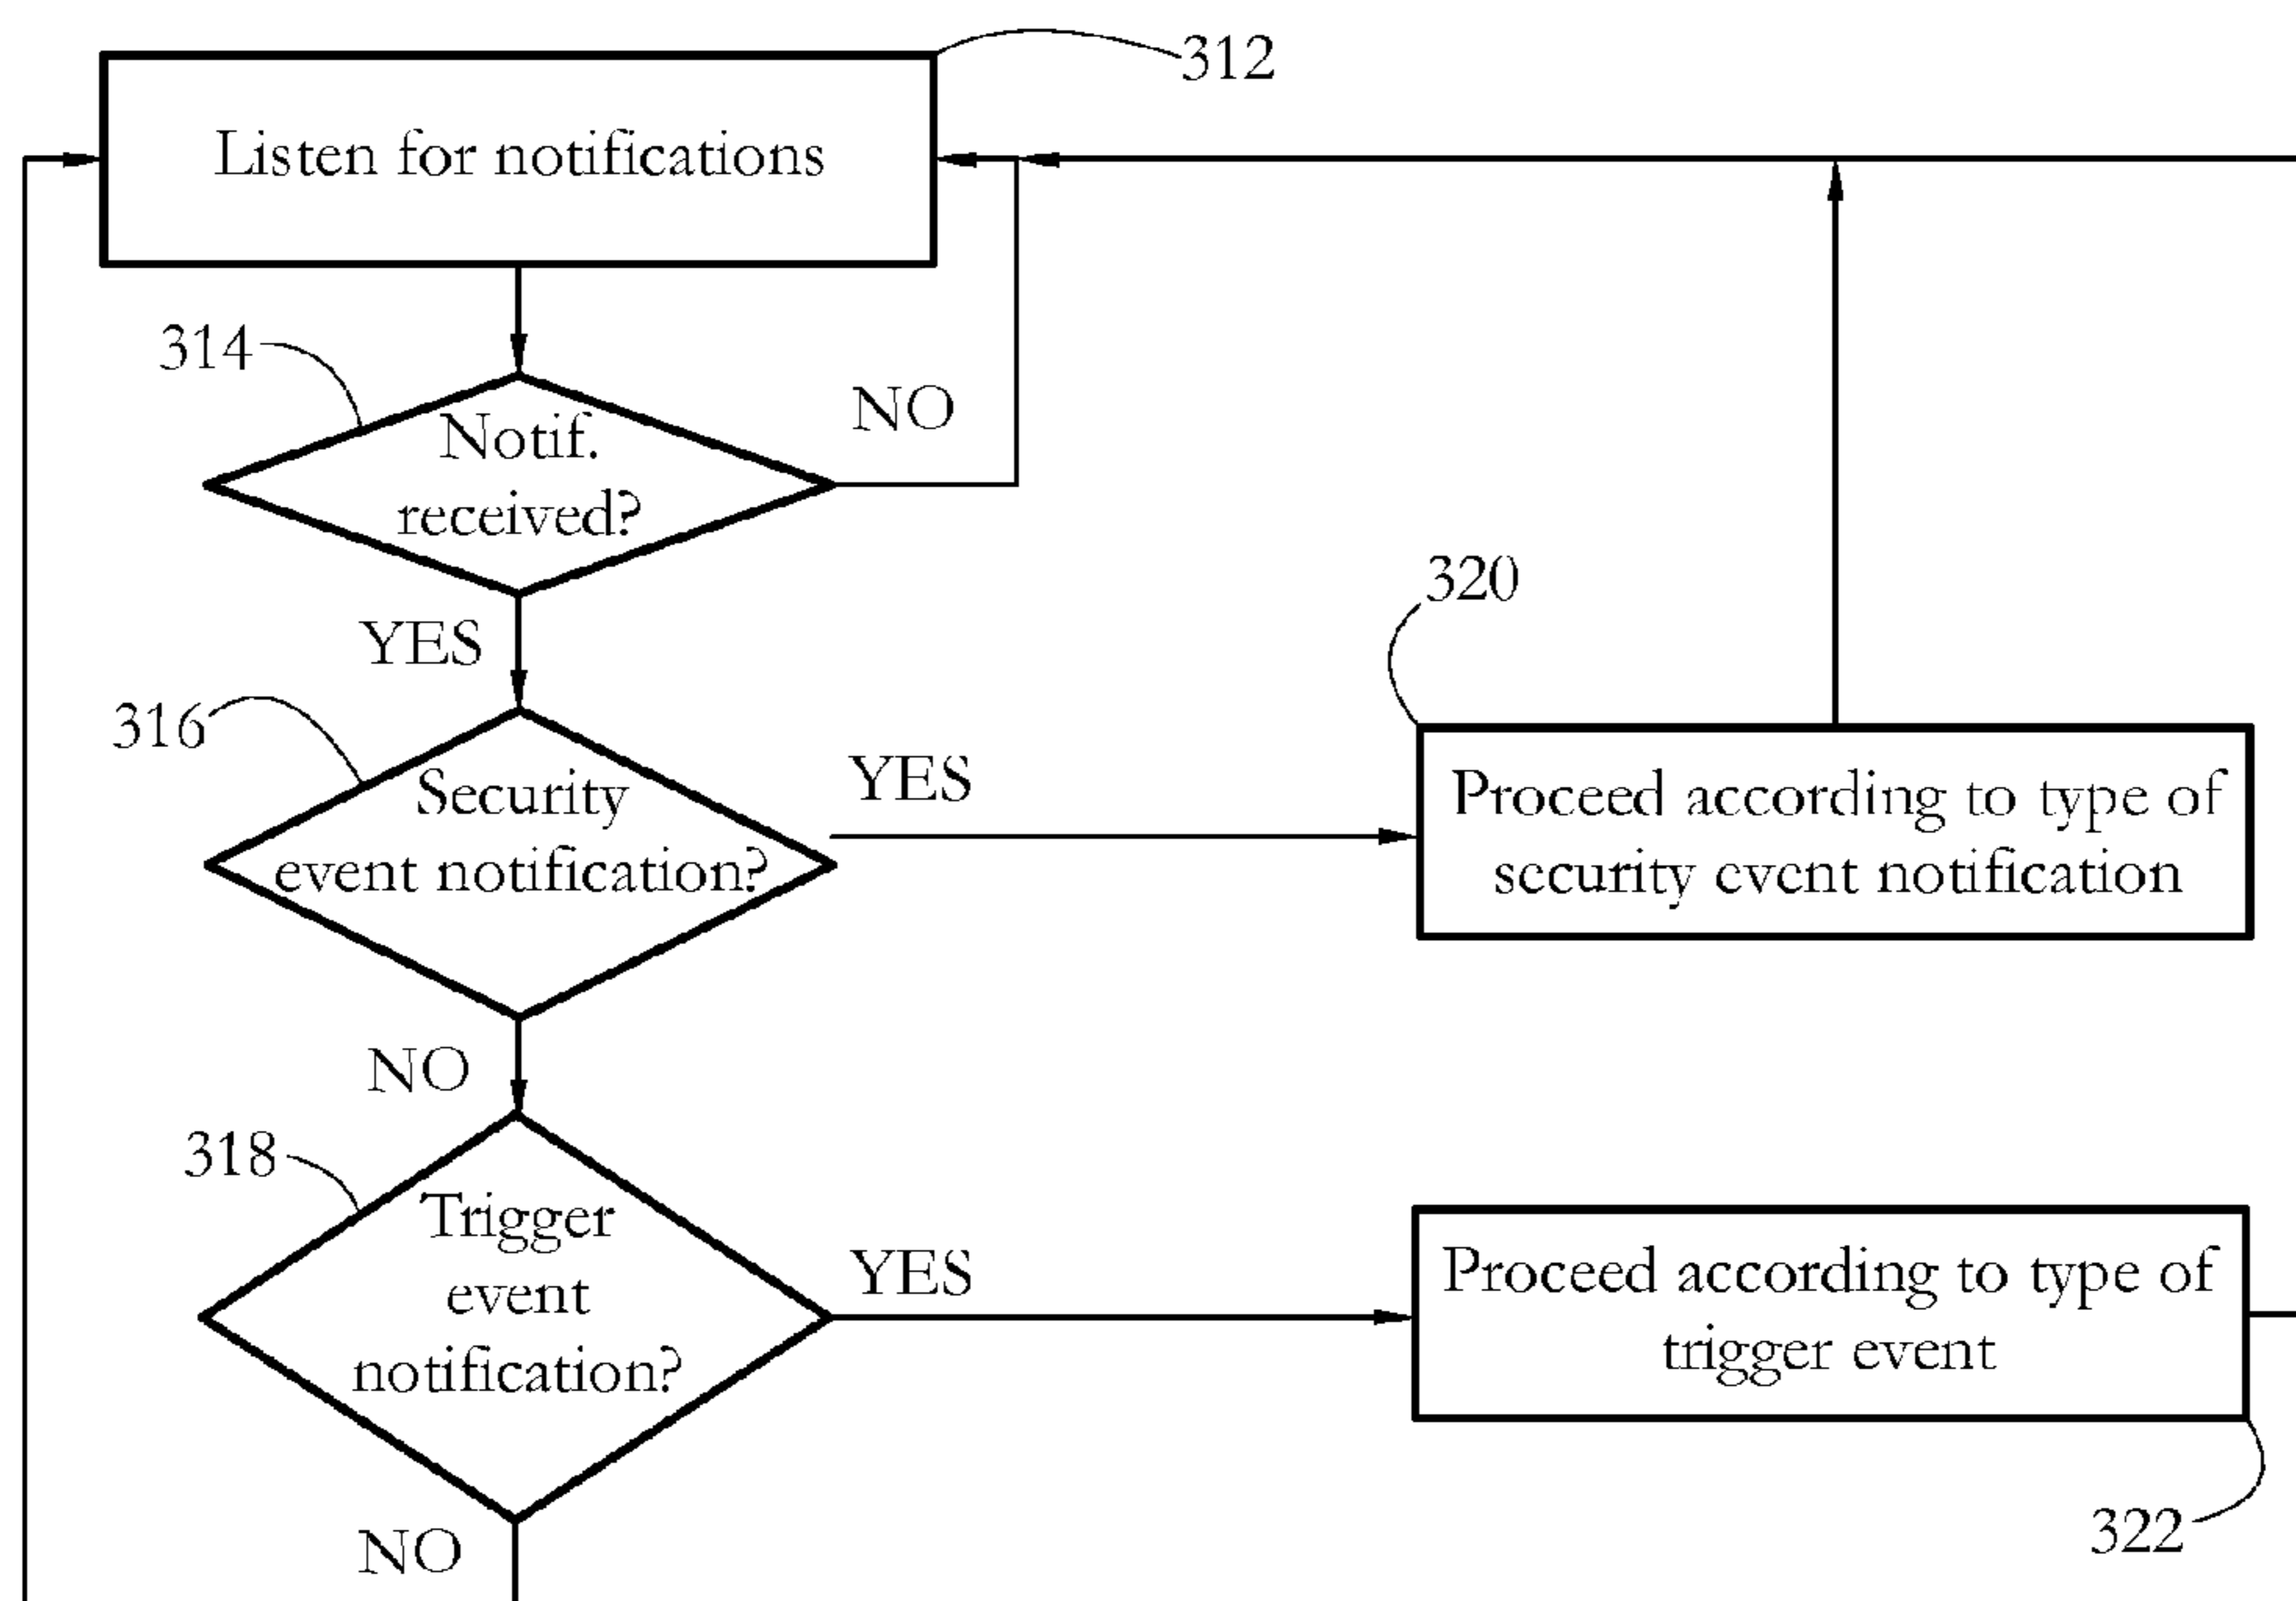 312
Listen for notifications
314
Notif.
received?
NO
YES
320
316
Security
event notification?
YES
Proceed according to type of
security event notification
NO
318
Trigger
event
notification?
YES
Proceed according to type of
trigger event
NO
322